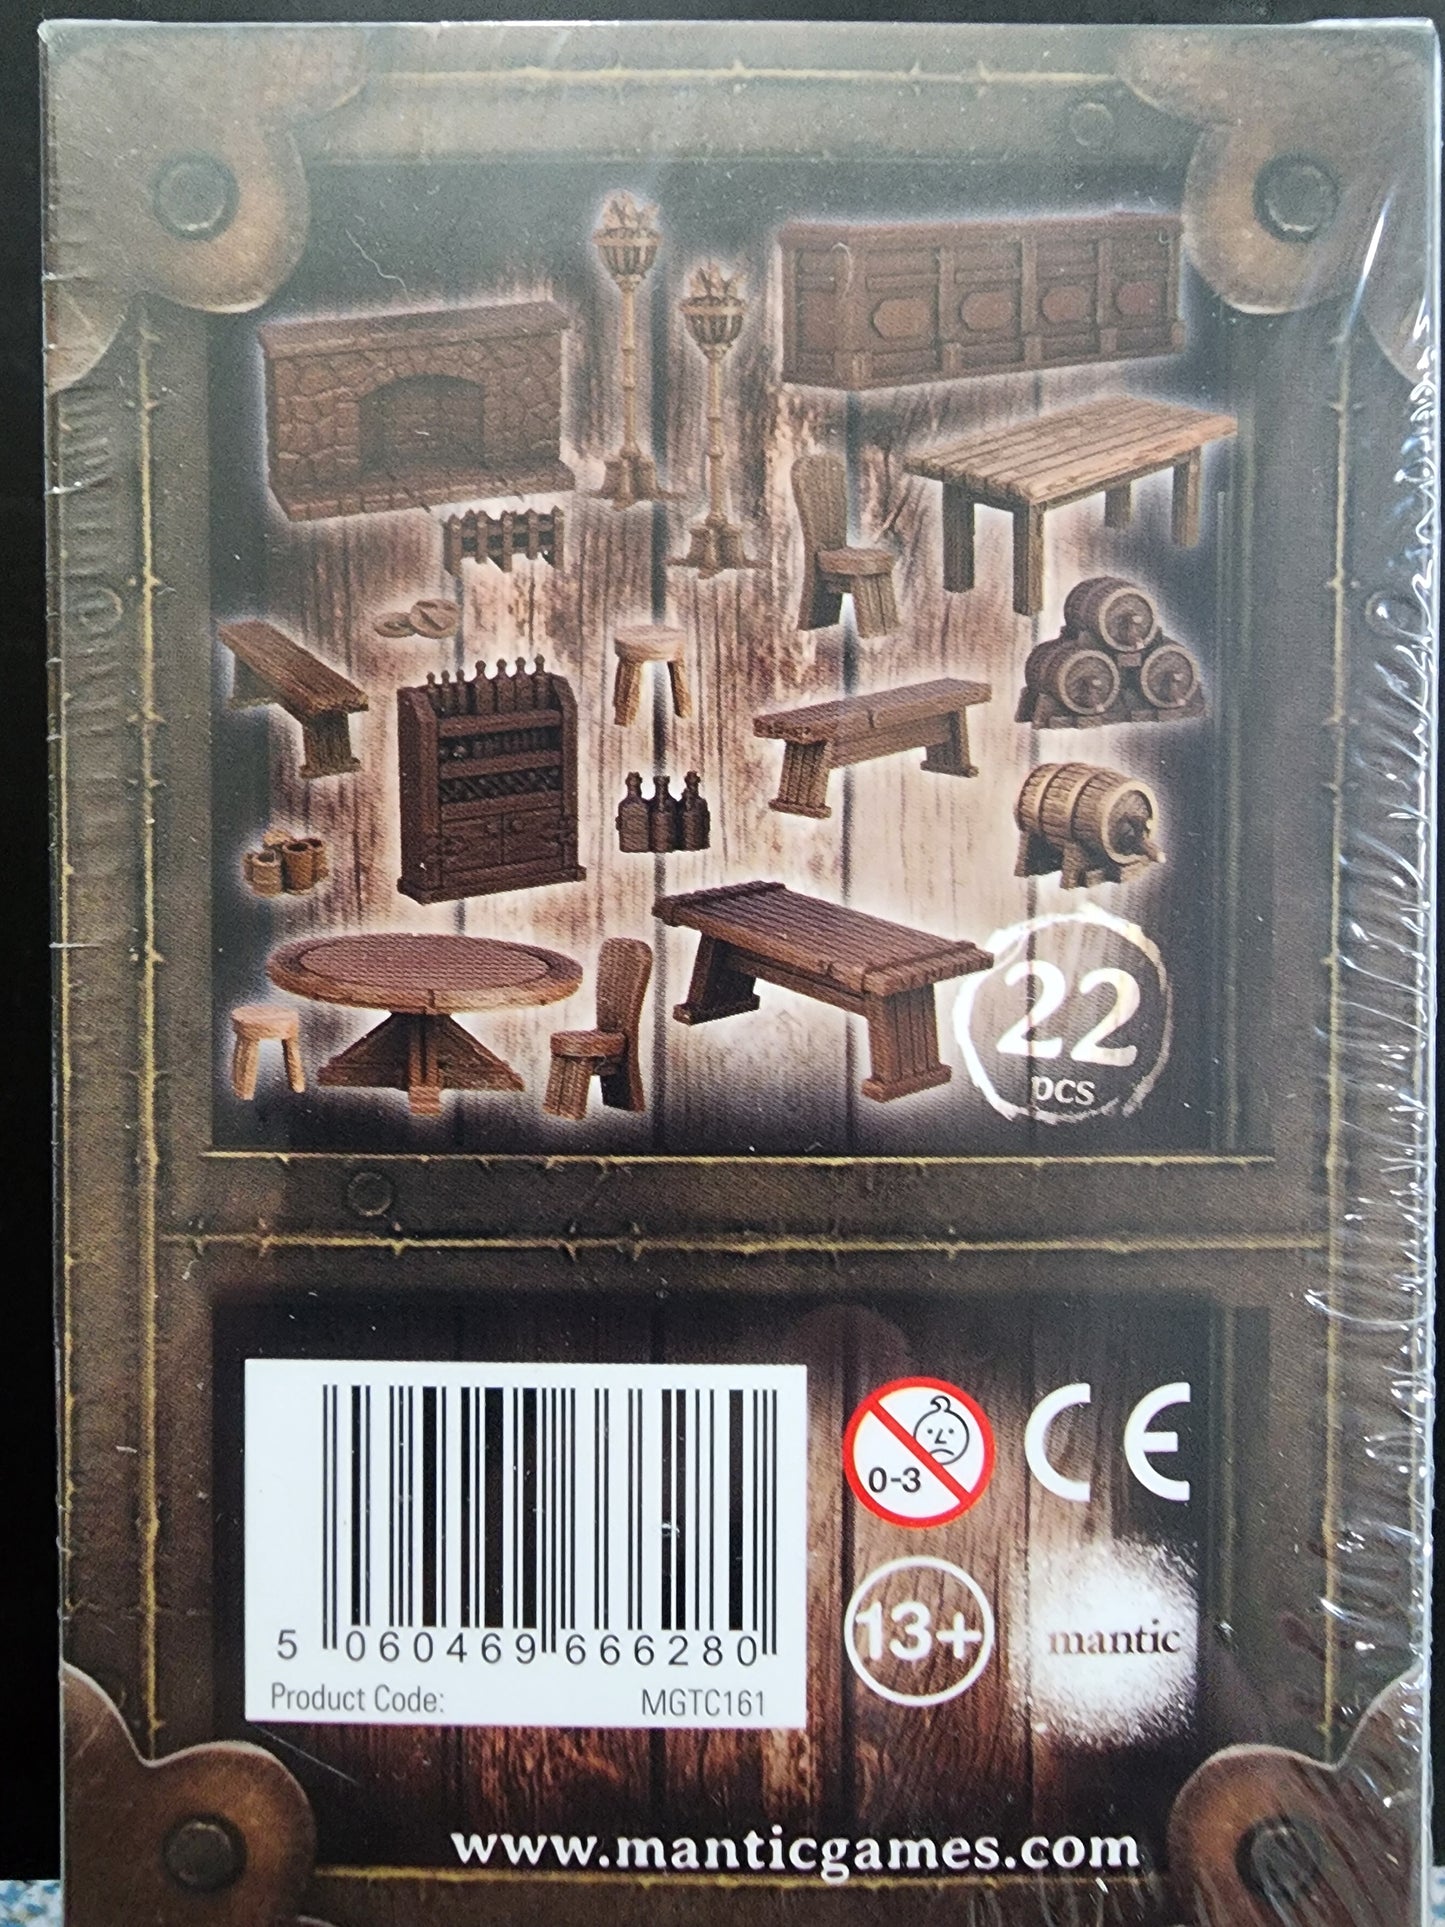 22
pcs
0-3
CE
13+
mantic
5 060469 666280
Product Code: MGTC161
www.manticgames.com